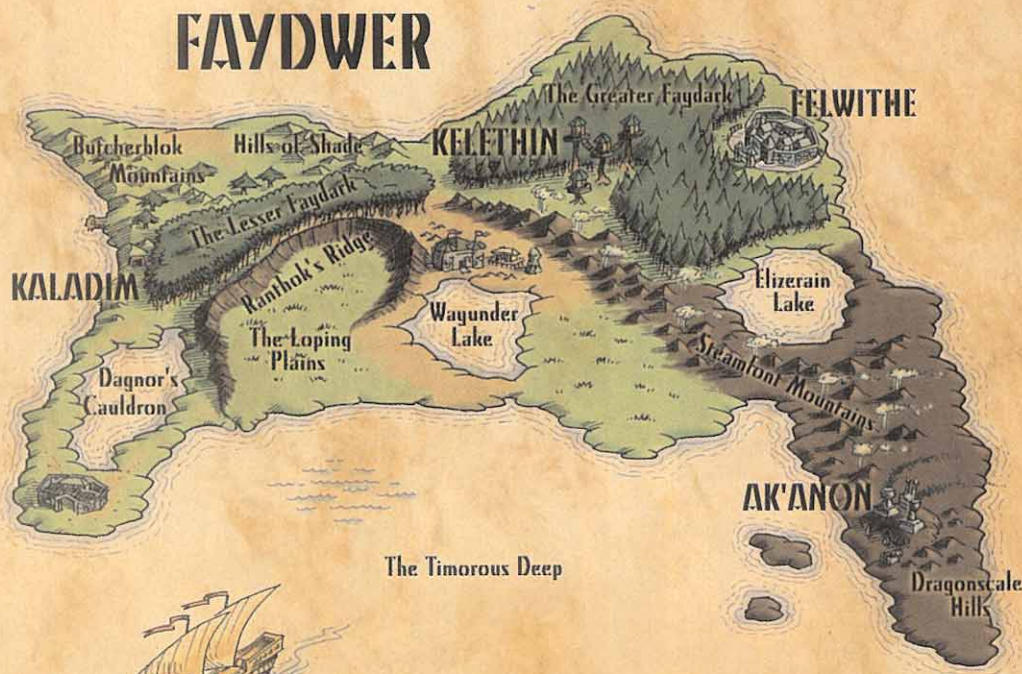 FAYDWER
The Greater Faydark
FELWITHE
Butcherblok
Mountains
Hills of Shade
KELETHIN
The Lesser Faydark
KALADIM
Ranthok's Ridge
Elizerain
Lake
Wayunder
Lake
The Loping
Plains
Steamfont Mountains
Dagnor's
Cauldron
AK'ANON
The Timorous Deep
Dragonscale
Hills